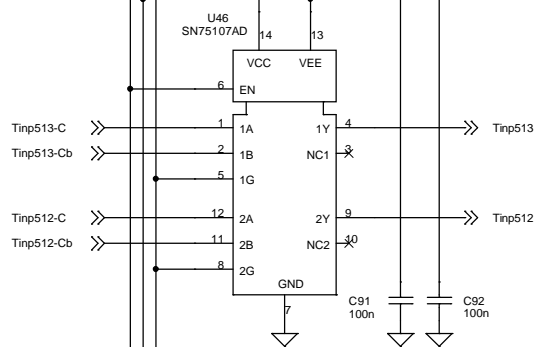 U46
SN75107AD
14
13
VCC
VEE
6
EN
Tinp513-C
1
1A
1Y
4
Tinp513
Tinp513-Cb
2
1B
NC1
3
5
1G
Tinp512-C
12
2A
2Y
9
Tinp512
Tinp512-Cb
11
2B
NC2
10
8
2G
GND
7
C91
100n
C92
100n